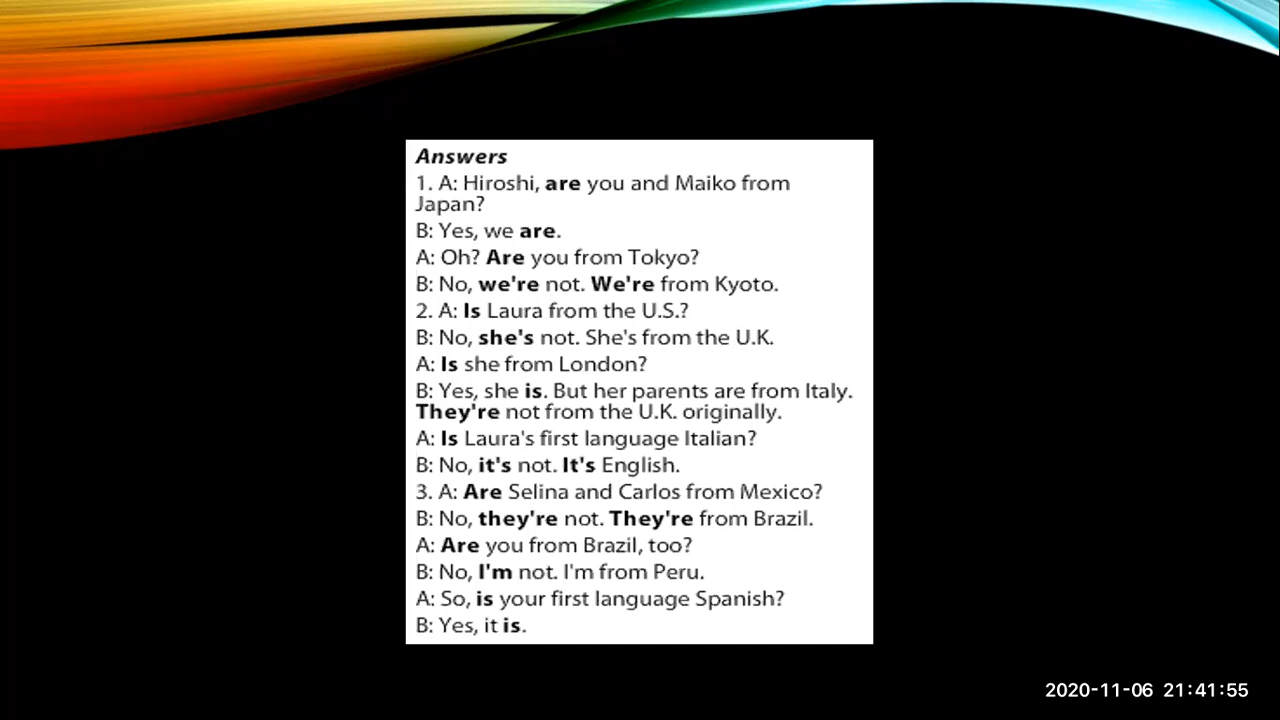 Answers
1. A: Hiroshi, are you and Maiko from
Japan?
B: Yes, we are.
A: Oh? Are you from Tokyo?
B: No, we're not. We're from Kyoto.
2. A: Is Laura from the U.S.?
B: No, she's not. She's from the U.K.
A: Is she from London?
B: Yes, she is. But her parents are from Italy.
They're not from the U.K. originally.
A: Is Laura's first language Italian?
B: No, it's not. It's English.
3. A: Are Selina and Carlos from Mexico?
B: No, they're not. They're from Brazil.
A: Are you from Brazil, too?
B: No, I'm not. I'm from Peru.
A: So, is your first language Spanish?
B: Yes, it is.
2020-11-06 21:41:55